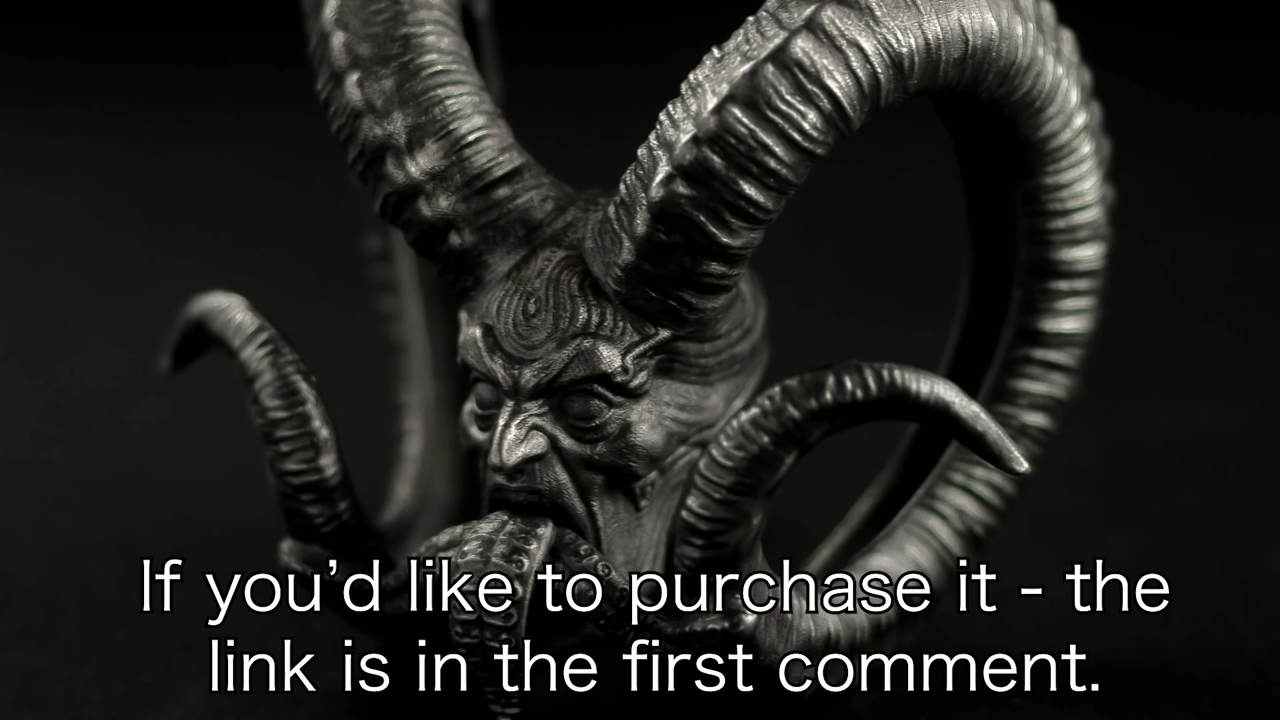 If you’d like to purchase it - the
link is in the first comment.